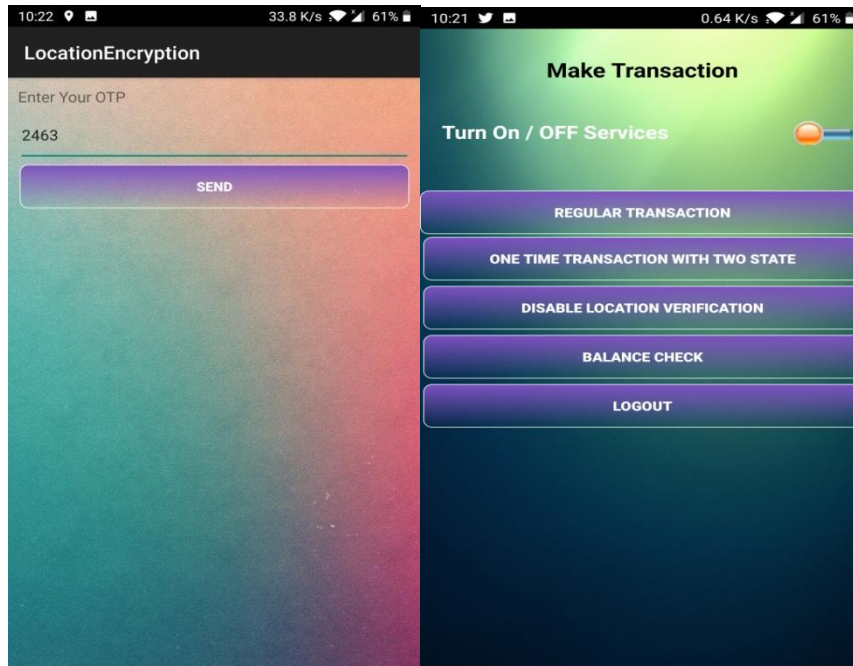 10:22 33.8 K/s 61%
LocationEncryption
Enter Your OTP
2463
SEND
10:21 0.64 K/s 61%
Make Transaction
Turn On / OFF Services
REGULAR TRANSACTION
ONE TIME TRANSACTION WITH TWO STATE
DISABLE LOCATION VERIFICATION
BALANCE CHECK
LOGOUT